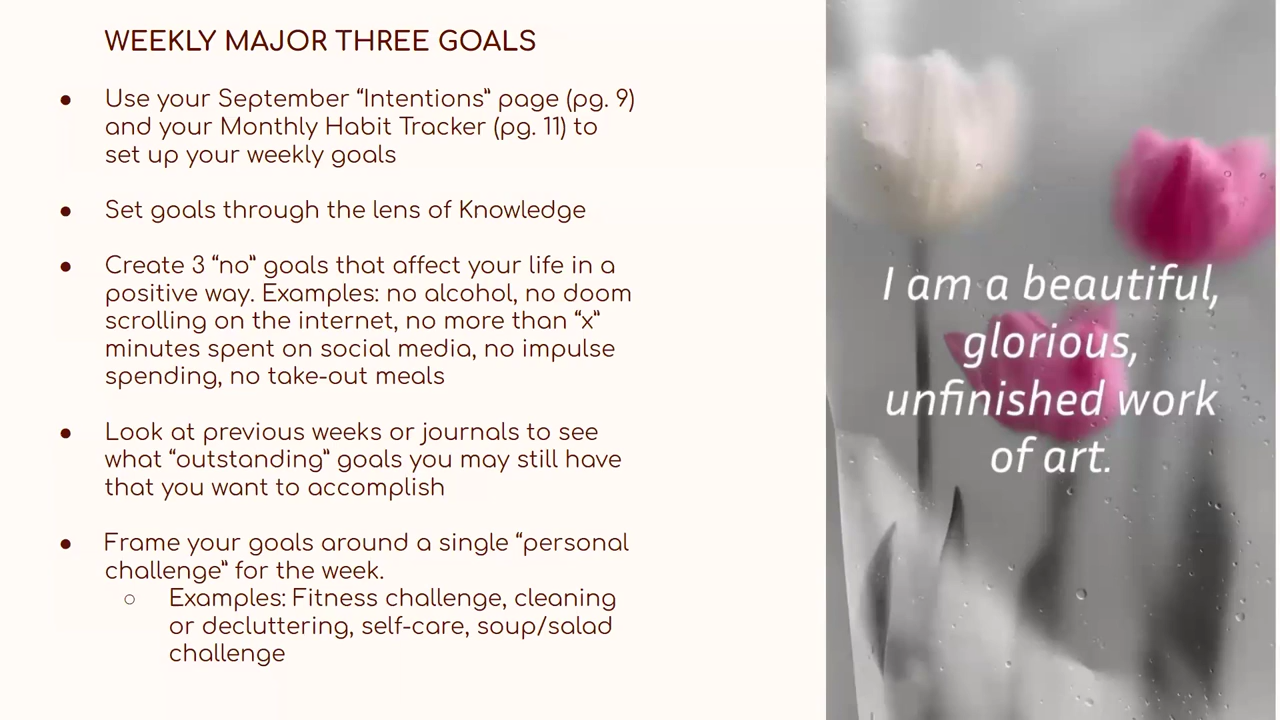 WEEKLY MAJOR THREE GOALS
● Use your September “Intentions” page (pg. 9)
and your Monthly Habit Tracker (pg. 11) to
set up your weekly goals
● Set goals through the lens of Knowledge
● Create 3 “no” goals that affect your life in a
positive way. Examples: no alcohol, no doom
scrolling on the internet, no more than “x”
minutes spent on social media, no impulse
spending, no take-out meals
● Look at previous weeks or journals to see
what “outstanding” goals you may still have
that you want to accomplish
● Frame your goals around a single “personal
challenge” for the week.
○ Examples: Fitness challenge, cleaning
or decluttering, self-care, soup/salad
challenge
I am a beautiful,
glorious,
unfinished work
of art.